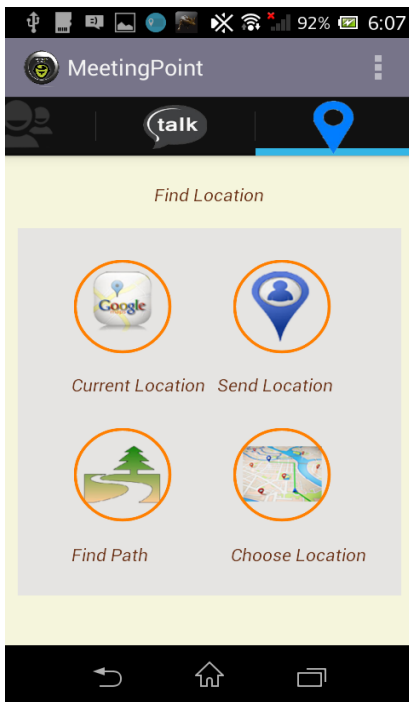 92% 6:07
MeetingPoint
talk
Find Location
Google
Current Location Send Location
Find Path Choose Location